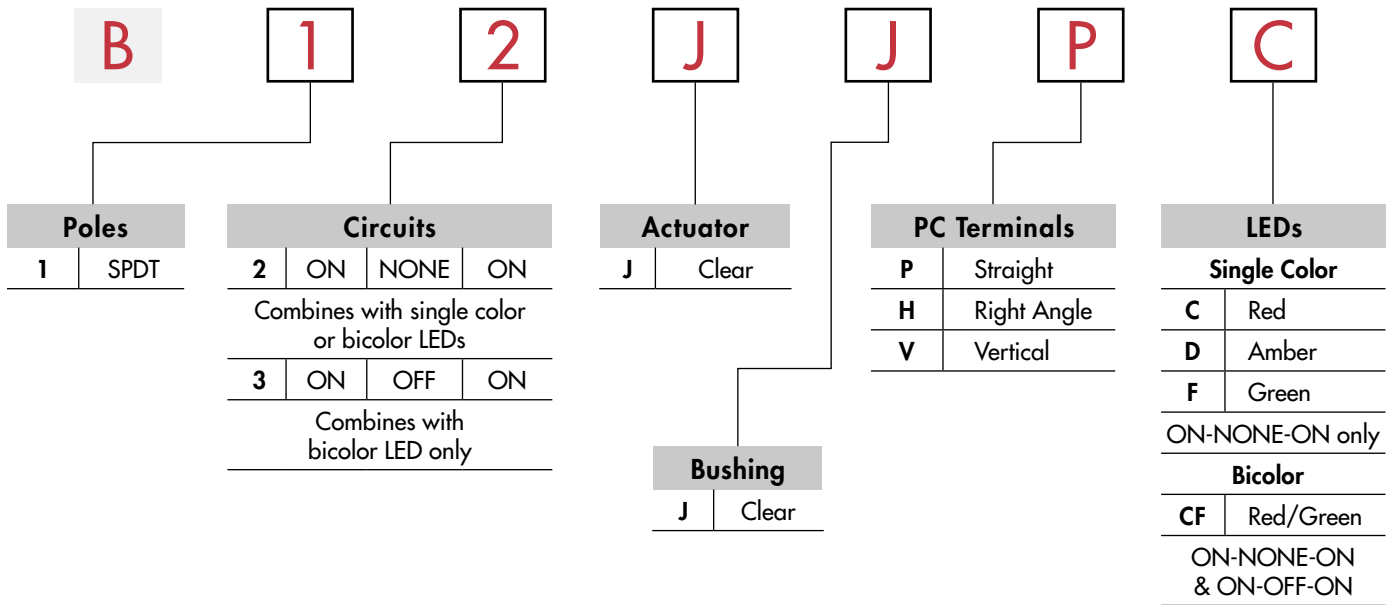 B 1 2 J J P C
Poles
1 SPDT
Circuits
2 ON NONE ON
Combines with single color
or bicolor LEDs
3 ON OFF ON
Combines with
bicolor LED only
Actuator
J Clear
Bushing
J Clear
PC Terminals
P Straight
H Right Angle
V Vertical
LEDs
Single Color
C Red
D Amber
F Green
ON-NONE-ON only
Bicolor
CF Red/Green
ON-NONE-ON
& ON-OFF-ON